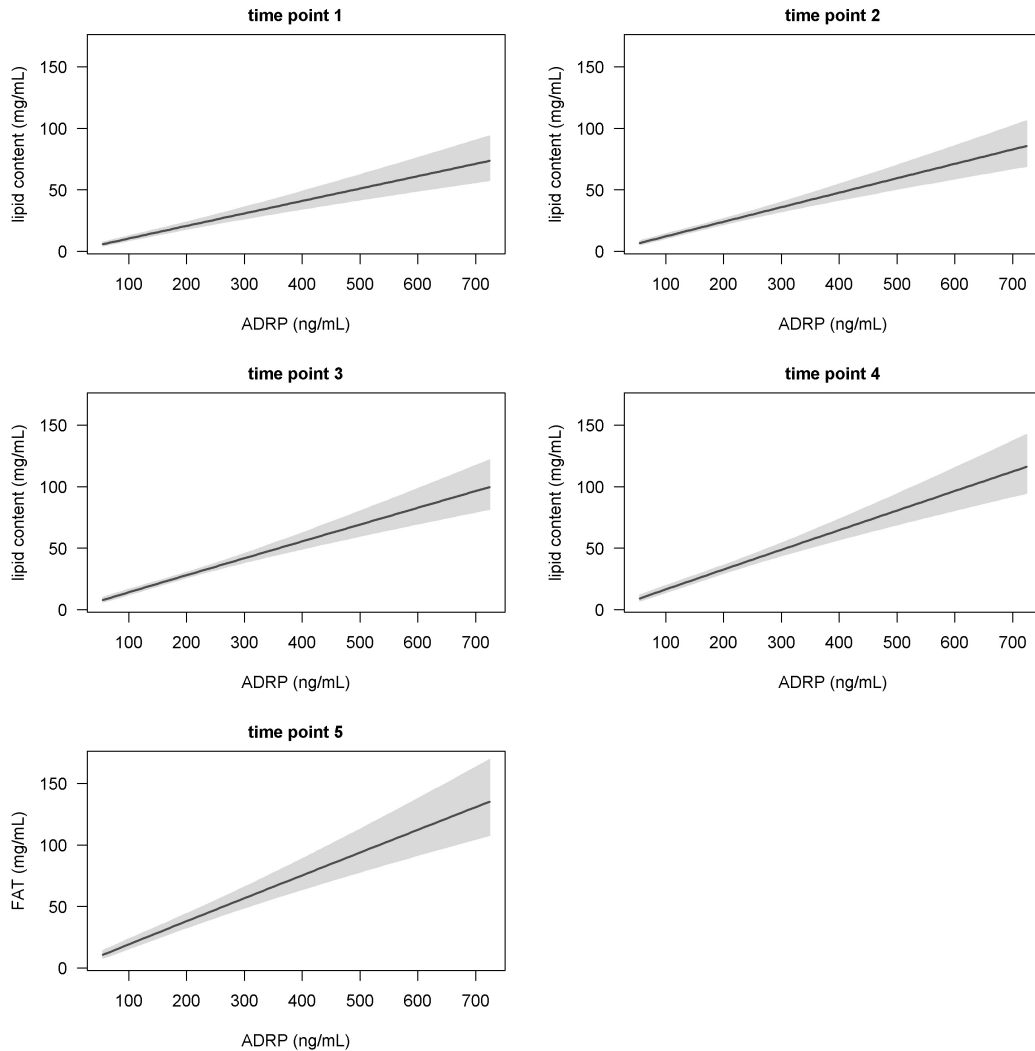 time point 1
lipid content (mg/mL)
150
100
50
0
100 200 300 400 500 600 700
ADRP (ng/mL)
time point 2
lipid content (mg/mL)
150
100
50
0
100 200 300 400 500 600 700
ADRP (ng/mL)
time point 3
lipid content (mg/mL)
150
100
50
0
100 200 300 400 500 600 700
ADRP (ng/mL)
time point 4
lipid content (mg/mL)
150
100
50
0
100 200 300 400 500 600 700
ADRP (ng/mL)
time point 5
FAT (mg/mL)
150
100
50
0
100 200 300 400 500 600 700
ADRP (ng/mL)